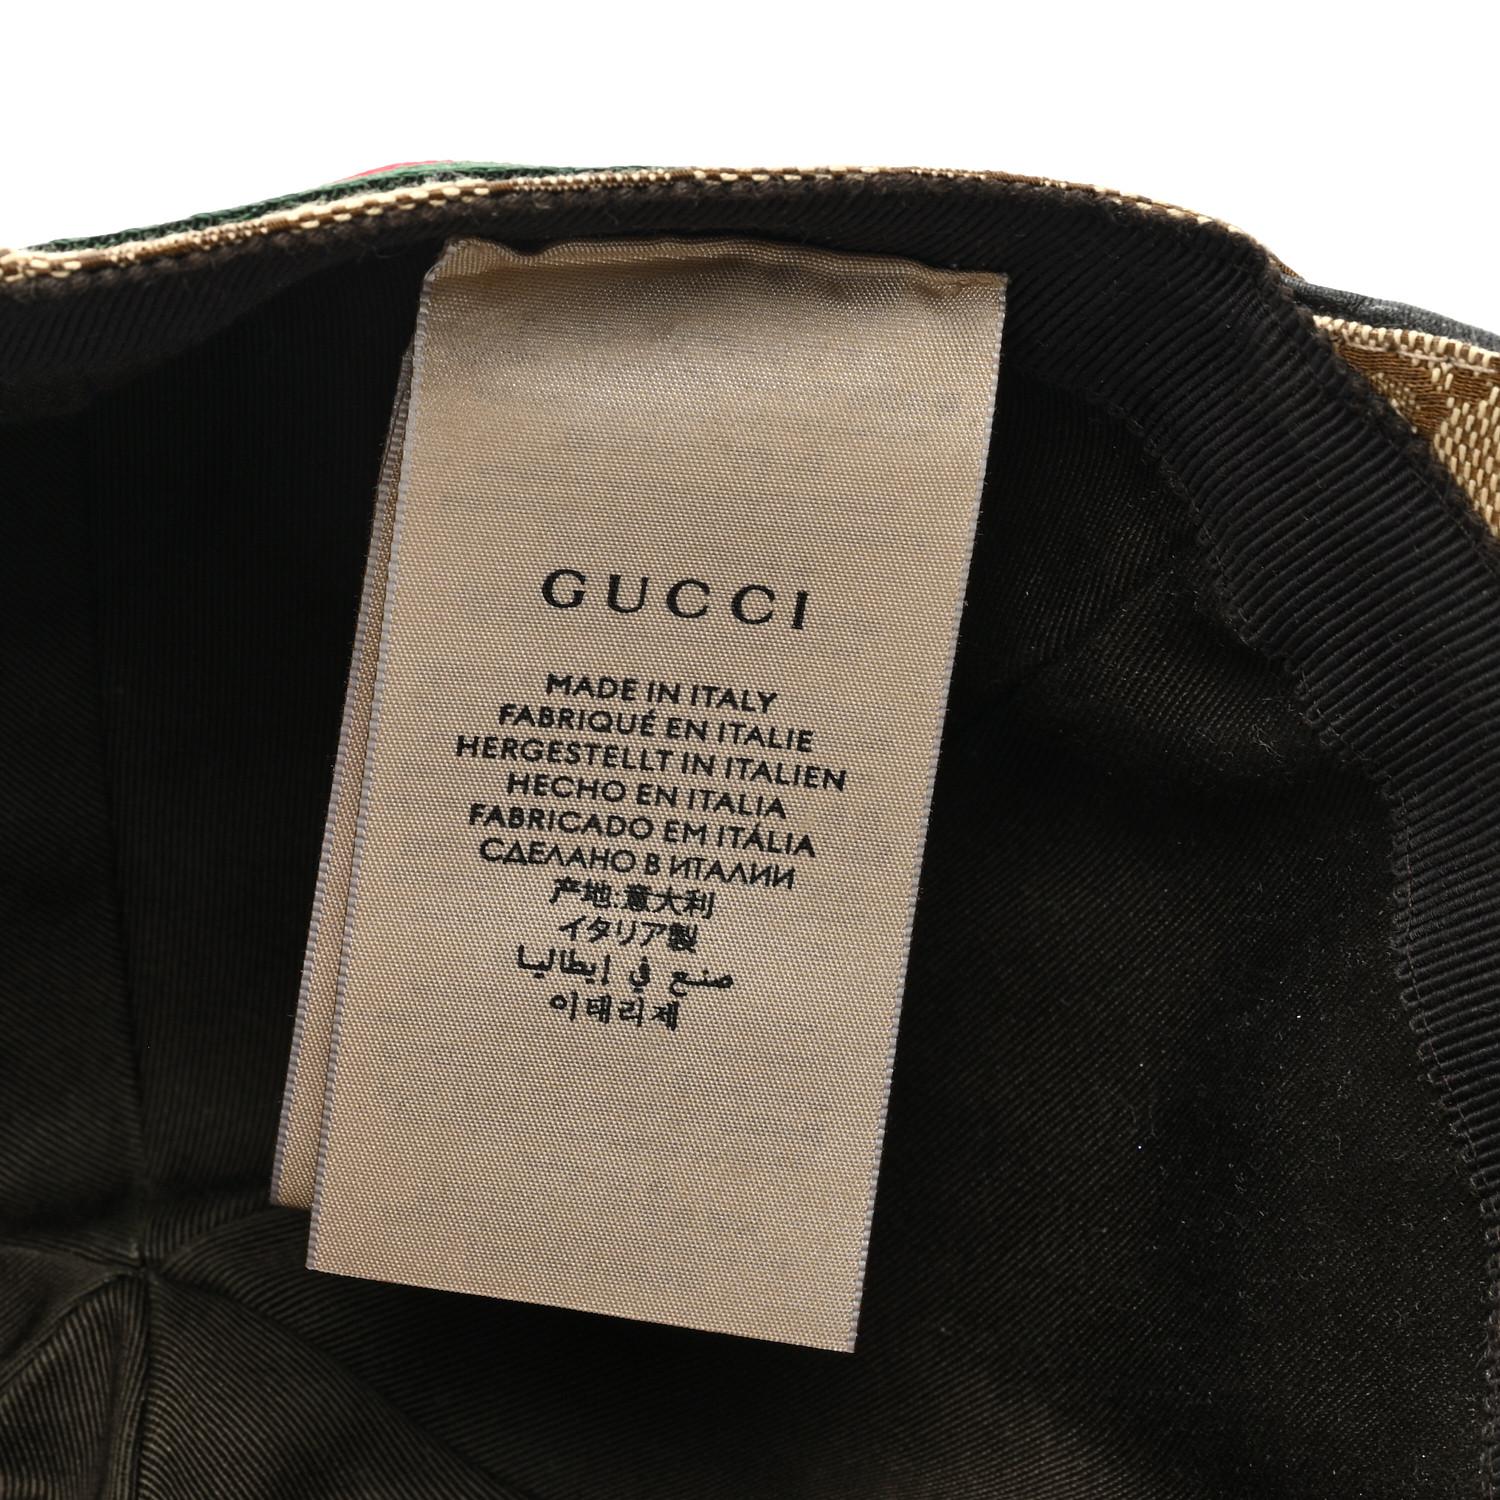 GUCCI
MADE IN ITALY
FABRIQUÉ EN ITALIE
HERGESTELLT IN ITALIEN
HECHO EN ITALIA
FABRICADO EM ITÁLIA
СДЕЛАНО В ИТАЛИИ
产地:意大利
イタリア製
صنع في إيطاليا
이태리제